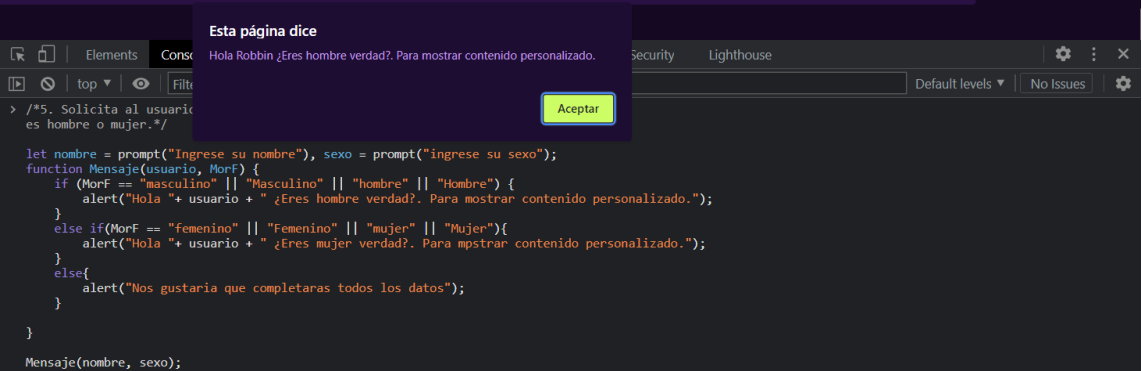 Esta página dice
Hola Robbin ¿Eres hombre verdad?. Para mostrar contenido personalizado.
Aceptar
Elements Conso Security Lighthouse
top ▼ Filte Default levels ▼ No Issues
> /*5. Solicita al usuario
es hombre o mujer.*/
let nombre = prompt("Ingrese su nombre"), sexo = prompt("ingrese su sexo");
function Mensaje(usuario, MorF) {
if (MorF == "masculino" || "Masculino" || "hombre" || "Hombre") {
alert("Hola "+ usuario + " ¿Eres hombre verdad?. Para mostrar contenido personalizado.");
}
else if(MorF == "femenino" || "Femenino" || "mujer" || "Mujer"){
alert("Hola "+ usuario + " ¿Eres mujer verdad?. Para mpstrar contenido personalizado.");
}
else{
alert("Nos gustaria que completaras todos los datos");
}
}
Mensaje(nombre, sexo);